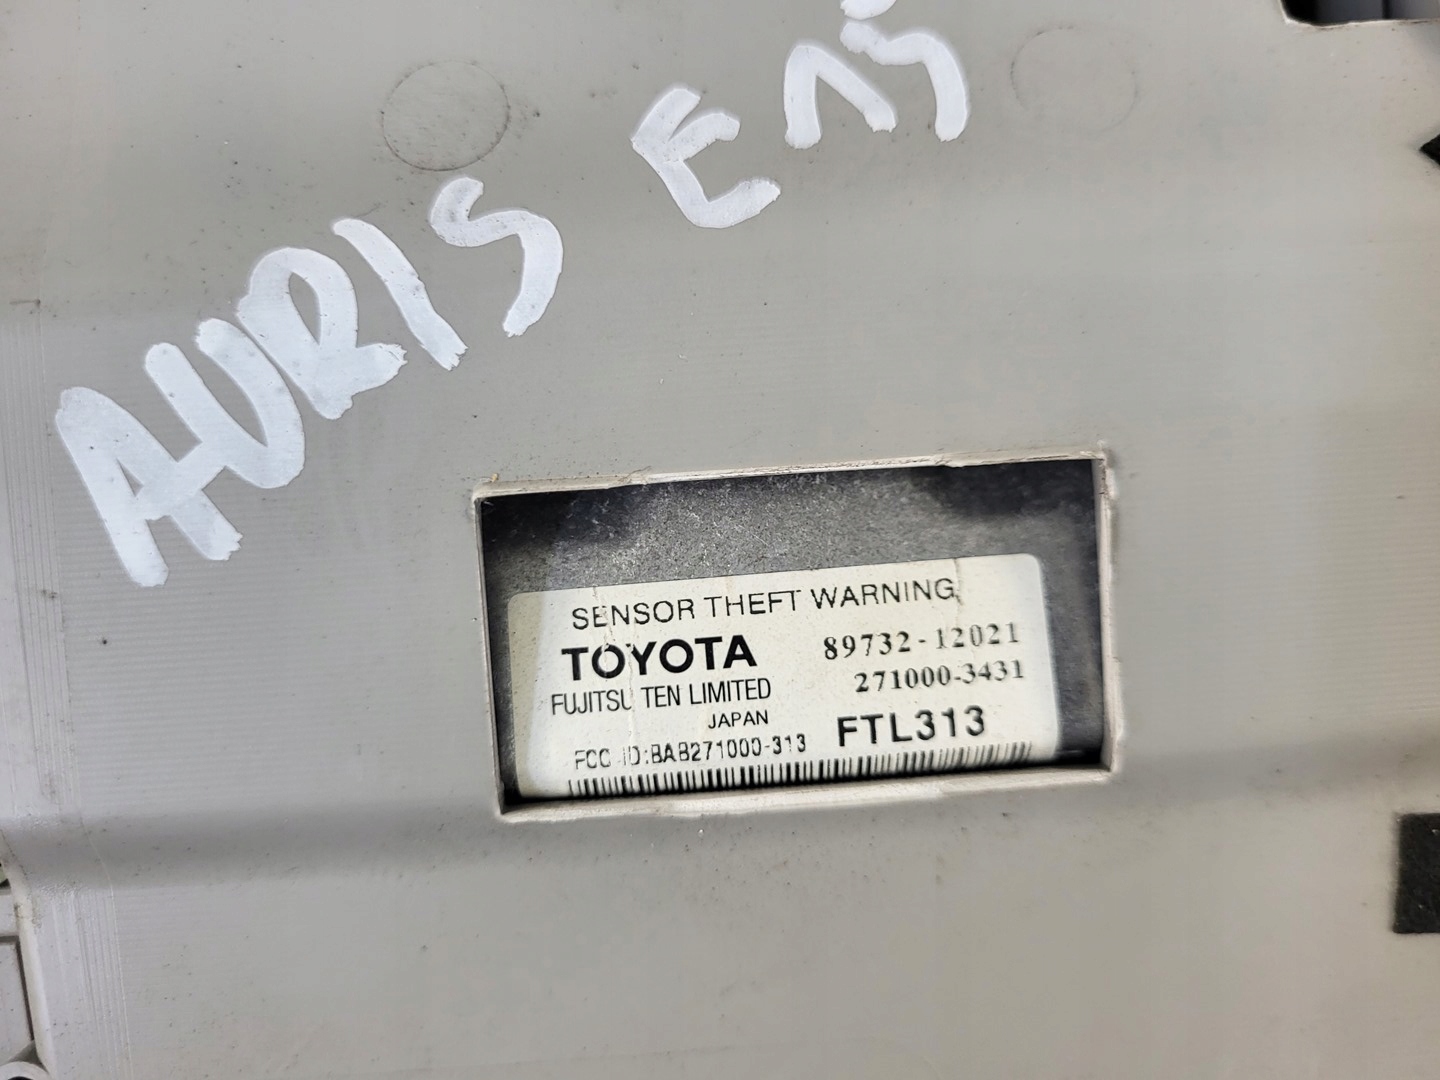 AURIS E15
SENSOR THEFT WARNING
TOYOTA 89732-12021
FUJITSU TEN LIMITED 271000-3431
JAPAN
FCC ID:BAB271000-313 FTL313